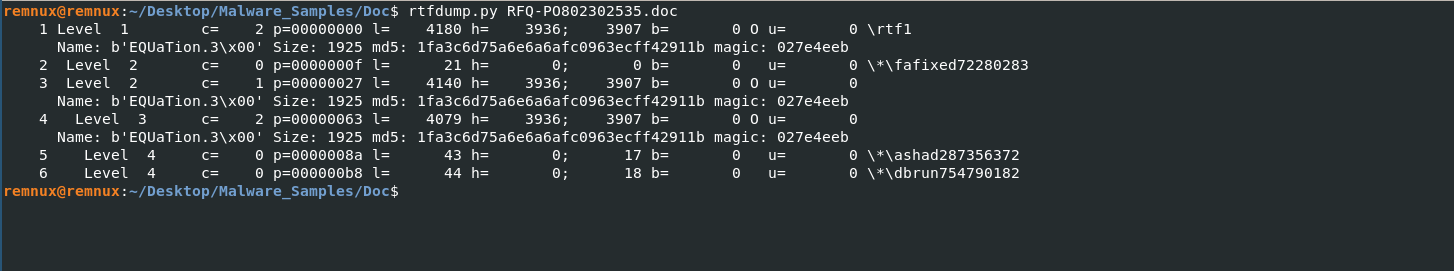 remnux@remnux:~/Desktop/Malware_Samples/Doc$ rtfdump.py RFQ-PO802302535.doc
    1 Level  1        c=    2 p=00000000 l=    4180 h=    3936;    3907 b=       0 O u=       0 \rtf1
      Name: b'EQUaTion.3\x00' Size: 1925 md5: 1fa3c6d75a6e6a6afc0963ecff42911b magic: 027e4eeb
    2  Level  2       c=    0 p=0000000f l=      21 h=       0;       0 b=       0   u=       0 \*\fafixed72280283
    3  Level  2       c=    1 p=00000027 l=    4140 h=    3936;    3907 b=       0 O u=       0
      Name: b'EQUaTion.3\x00' Size: 1925 md5: 1fa3c6d75a6e6a6afc0963ecff42911b magic: 027e4eeb
    4   Level  3      c=    2 p=00000063 l=    4079 h=    3936;    3907 b=       0 O u=       0
      Name: b'EQUaTion.3\x00' Size: 1925 md5: 1fa3c6d75a6e6a6afc0963ecff42911b magic: 027e4eeb
    5    Level  4     c=    0 p=0000008a l=      43 h=       0;      17 b=       0   u=       0 \*\ashad287356372
    6    Level  4     c=    0 p=000000b8 l=      44 h=       0;      18 b=       0   u=       0 \*\dbrun754790182
remnux@remnux:~/Desktop/Malware_Samples/Doc$